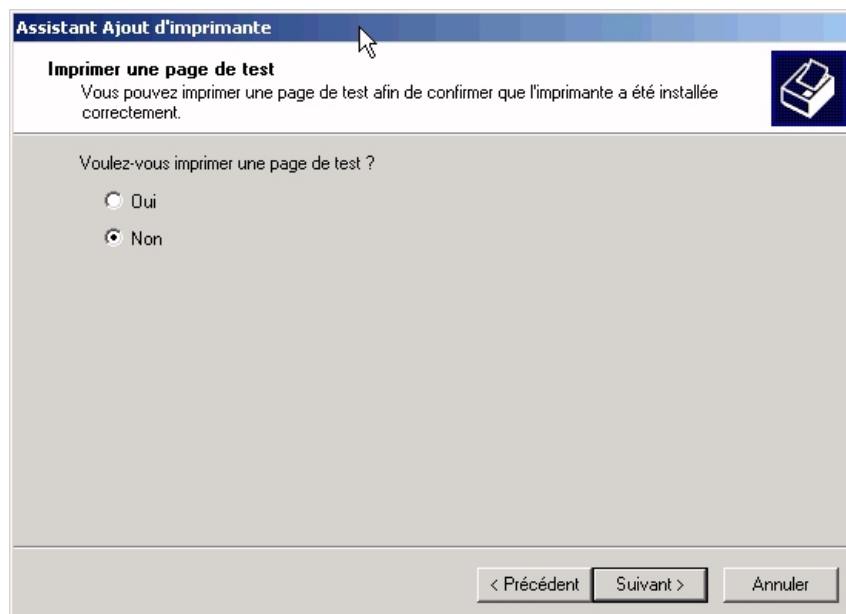 Assistant Ajout d'imprimante
Imprimer une page de test
Vous pouvez imprimer une page de test afin de confirmer que l'imprimante a été installée
correctement.
Voulez-vous imprimer une page de test ?
Oui
Non
< Précédent Suivant > Annuler